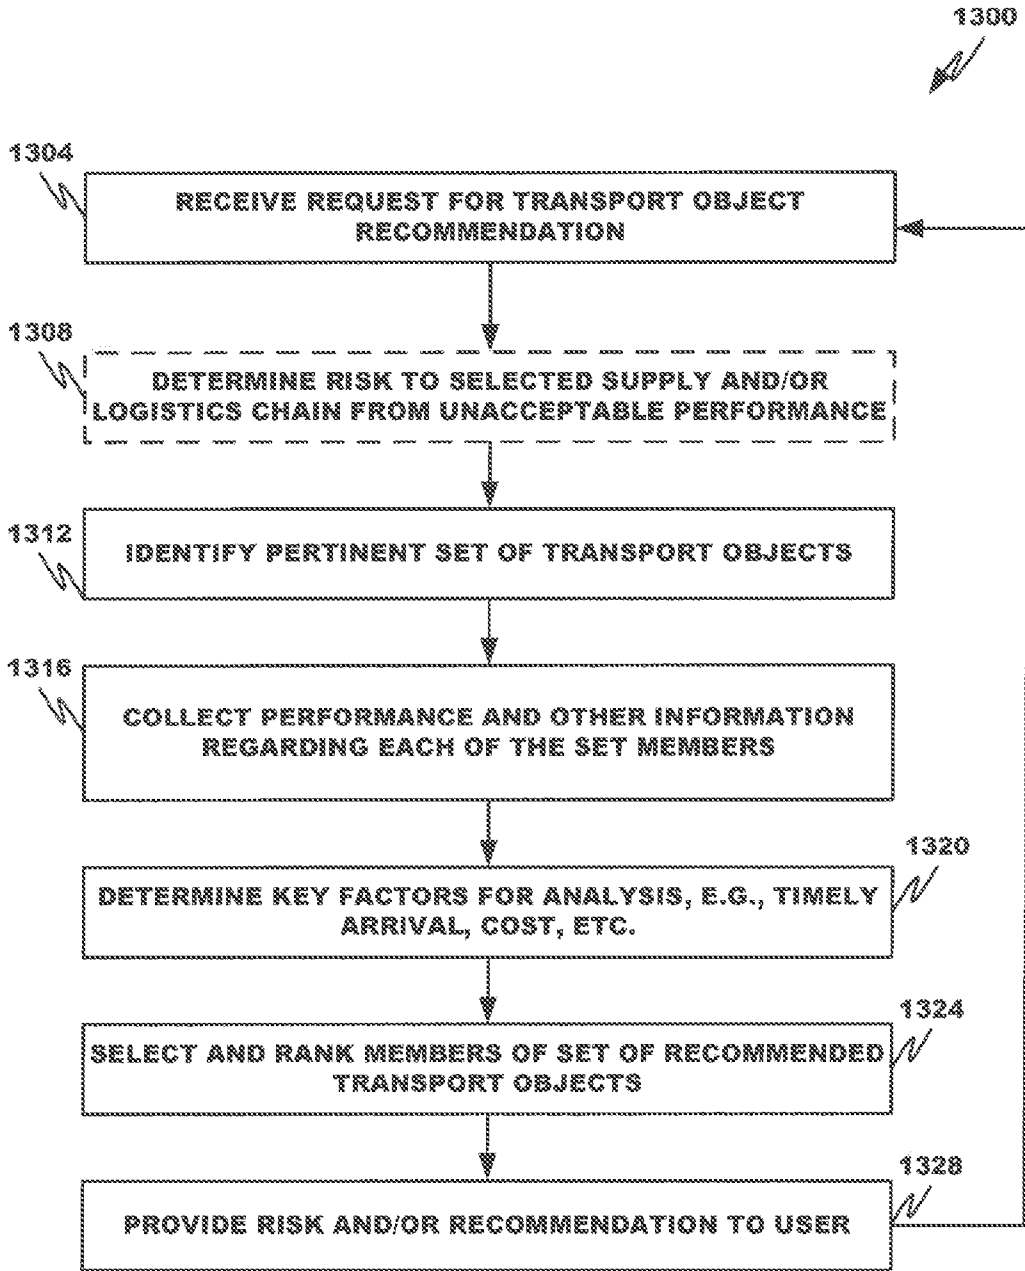 1300
1304
RECEIVE REQUEST FOR TRANSPORT OBJECT
RECOMMENDATION
1308
DETERMINE RISK TO SELECTED SUPPLY AND/OR
LOGISTICS CHAIN FROM UNACCEPTABLE PERFORMANCE
1312
IDENTIFY PERTINENT SET OF TRANSPORT OBJECTS
1316
COLLECT PERFORMANCE AND OTHER INFORMATION
REGARDING EACH OF THE SET MEMBERS
1320
DETERMINE KEY FACTORS FOR ANALYSIS, E.G., TIMELY
ARRIVAL, COST, ETC.
1324
SELECT AND RANK MEMBERS OF SET OF RECOMMENDED
TRANSPORT OBJECTS
1328
PROVIDE RISK AND/OR RECOMMENDATION TO USER